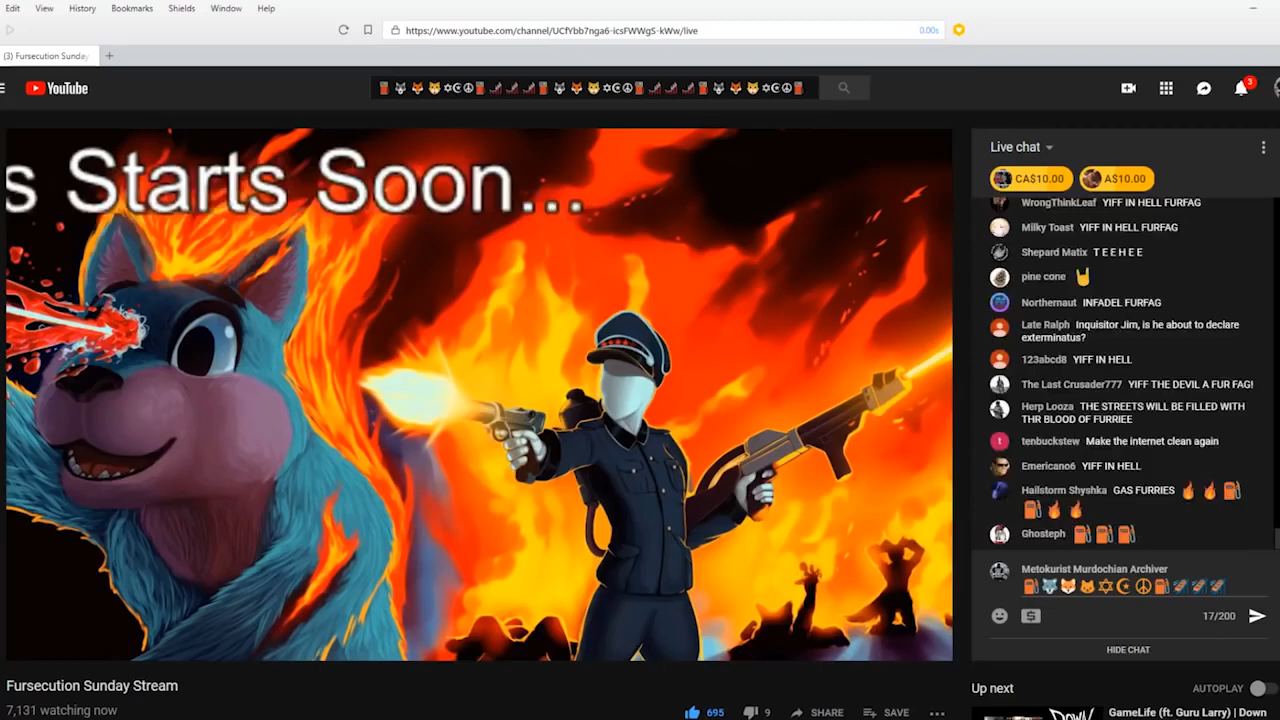 Edit View History Bookmarks Shields Window Help
https://www.youtube.com/channel/UCfYbb7nga6-icsFWWgS-kWw/live 0.00s
(3) Fursecution Sunday
YouTube
3
s Starts Soon...
Live chat
CA$10.00 A$10.00
WrongThinkLeaf YIFF IN HELL FURFAG
Milky Toast YIFF IN HELL FURFAG
Shepard Matix T E E H E E
pine cone
Northernaut INFADEL FURFAG
Late Ralph Inquisitor Jim, is he about to declare
exterminatus?
123abcd8 YIFF IN HELL
The Last Crusader777 YIFF THE DEVIL A FUR FAG!
Herp Looza THE STREETS WILL BE FILLED WITH
THR BLOOD OF FURRIE
t tenbuckstew Make the internet clean again
Emericano6 YIFF IN HELL
Hailstorm Shyshka GAS FURRIES
Ghosteph
Metokurist Murdochian Archiver
17/200
HIDE CHAT
Fursecution Sunday Stream
7,131 watching now
695 9 SHARE SAVE
Up next AUTOPLAY
GameLife (ft. Guru Larry) | Down
DOWN